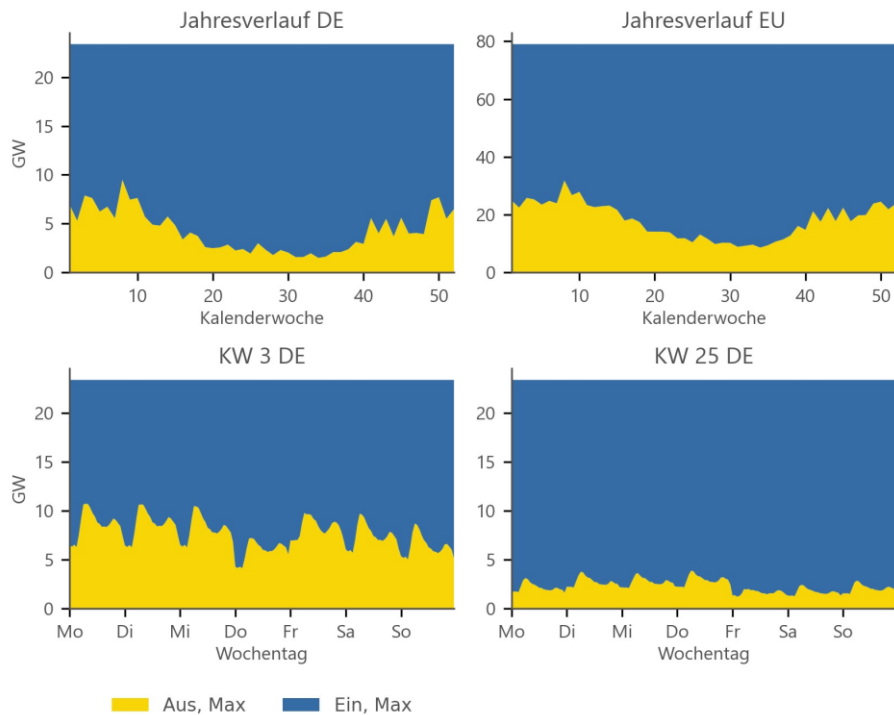 Jahresverlauf DE
GW
20
15
10
5
0
10 20 30 40 50
Kalenderwoche
Jahresverlauf EU
80
60
40
20
0
10 20 30 40 50
Kalenderwoche
KW 3 DE
GW
20
15
10
5
0
Mo Di Mi Do Fr Sa So
Wochentag
KW 25 DE
20
15
10
5
0
Mo Di Mi Do Fr Sa So
Wochentag
Aus, Max Ein, Max